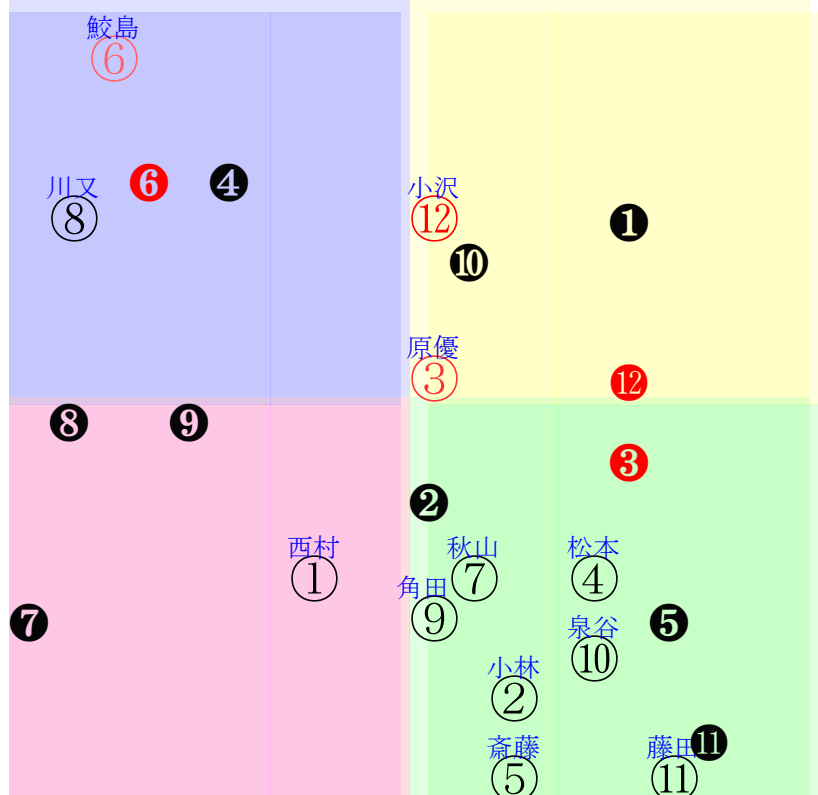 鮫島
⑥
川又
❻
❹
小沢
⑧
⑫
❶
❿
原優
③
⓬
❽
❾
❸
❷
西村
秋山
松本
①
⑦
④
角田
⑨
泉谷
❼
❺
⑩
小林
②
斎藤
藤田
⓫
⑤
⑪